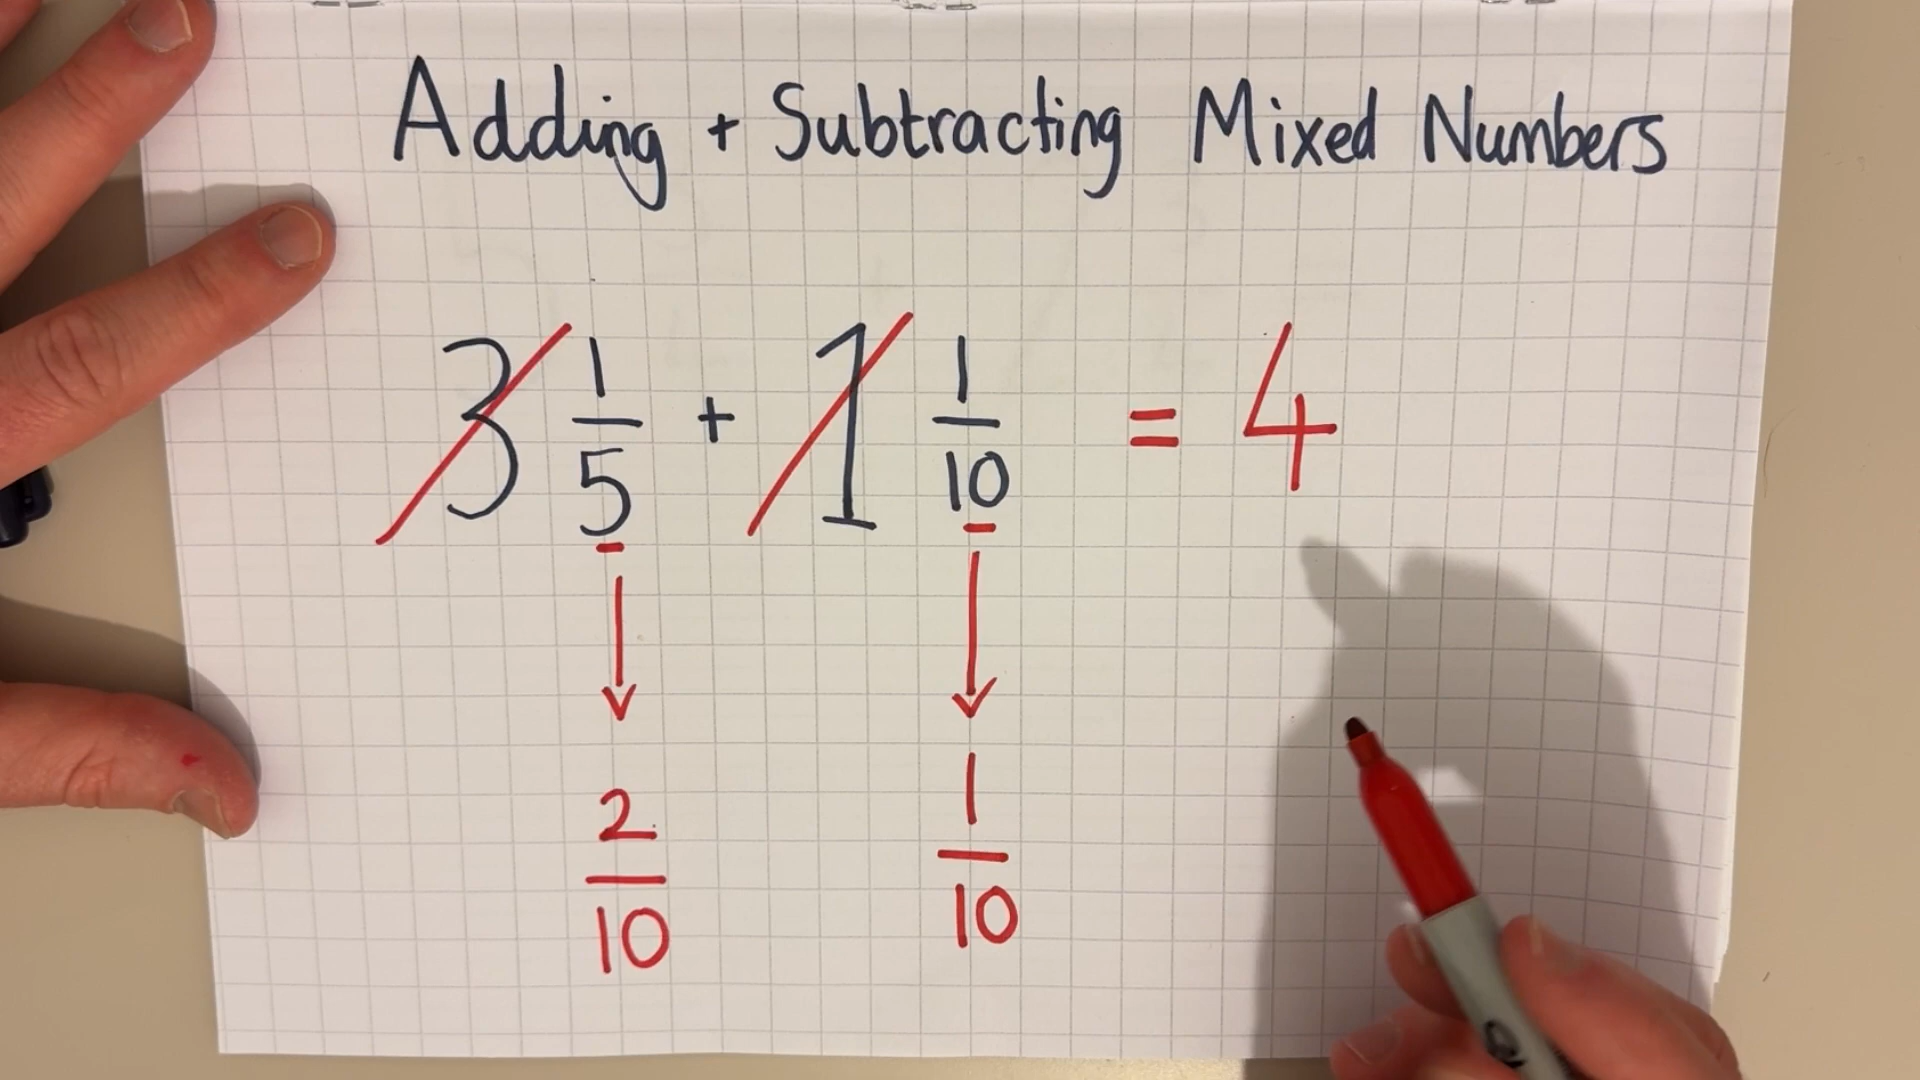 Adding + Subtracting Mixed Numbers
3 1/5 + 1 1/10 = 4
2/10 1/10